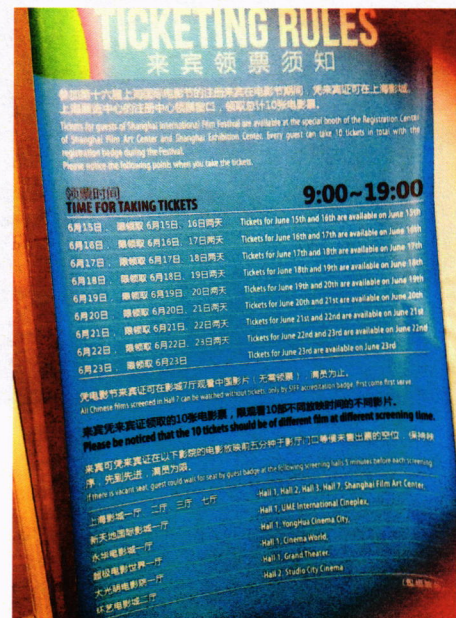 TICKETING RULES
来宾领票须知
参加第十六届上海国际电影节的注册来宾在电影节期间，凭来宾证可在上海影城、
上海展览中心的注册中心领票窗口，领取总计10张电影票。
Tickets for guests of Shanghai International Film Festival are available at the special booth of the Registration Center
of Shanghai Film Art Center and Shanghai Exhibition Center. Every guest can take 10 tickets in total with the
registration badge during the Festival.
Please notice the following points when you take the tickets.
领票时间
TIME FOR TAKING TICKETS 9:00~19:00
6月15日， 限领取 6月15日、16日两天 Tickets for June 15th and 16th are available on June 15th
6月16日， 限领取 6月16日、17日两天 Tickets for June 16th and 17th are available on June 16th
6月17日， 限领取 6月17日、18日两天 Tickets for June 17th and 18th are available on June 17th
6月18日， 限领取 6月18日、19日两天 Tickets for June 18th and 19th are available on June 18th
6月19日， 限领取 6月19日、20日两天 Tickets for June 19th and 20th are available on June 19th
6月20日， 限领取 6月20日、21日两天 Tickets for June 20th and 21st are available on June 20th
6月21日， 限领取 6月21日、22日两天 Tickets for June 21st and 22nd are available on June 21st
6月22日， 限领取 6月22日、23日两天 Tickets for June 22nd and 23rd are available on June 22nd
6月23日， 限领取 6月23日 Tickets for June 23rd are available on June 23rd
凭电影节来宾证可在影城7厅观看中国影片（无需领票），满员为止。
All Chinese films screened in Hall 7 can be watched without tickets, only by SIFF accreditation badge. First come first serve
来宾凭来宾证领取的10张电影票，限观看10部不同放映时间的不同影片。
Please be noticed that the 10 tickets should be of different film at different screening time.
来宾可凭来宾证在以下影院的电影放映前五分钟于影厅门口等候未售出票的空位，保持秩
序，先到先进，满员为限。
If there is vacant seat, guest could wait for seat by guest badge at the following screening halls 5 minutes before each screening
上海影城一厅、二厅、三厅、七厅 -Hall 1, Hall 2, Hall 3, Hall 7, Shanghai Film Art Center,
新天地国际影城一厅 -Hall 1, UME International Cineplex,
永华电影城一厅 -Hall 1, YongHua Cinema City,
超极电影世界一厅 -Hall 1, Cinema World,
大光明电影院一厅 -Hall 1, Grand Theater,
环艺电影城二厅 -Hall 2, Studio City Cinema